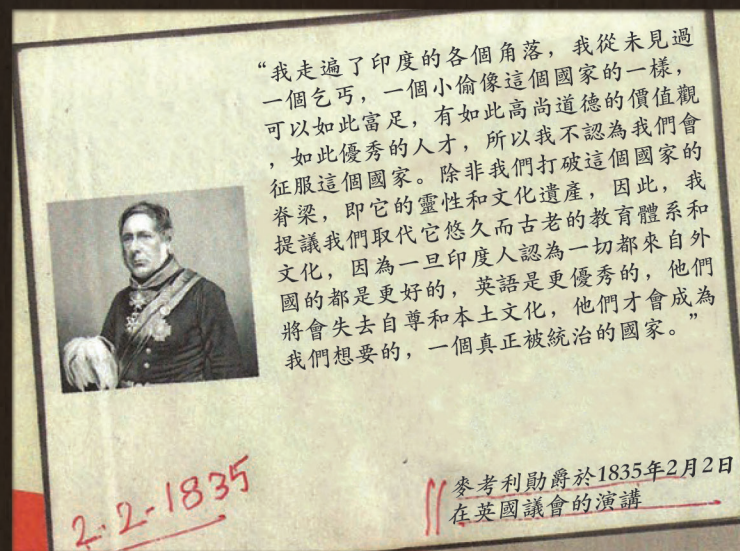 “我走遍了印度的各個角落，我從未見過
一個乞丐，一個小偷像這個國家的一樣，
可以如此富足，有如此高尚道德的價值觀
，如此優秀的人才，所以我不認為我們會
征服這個國家。除非我們打破這個國家的
脊梁，即它的靈性和文化遺產，因此，我
提議我們取代它悠久而古老的教育體系和
文化，因為一旦印度人認為一切都來自外
國的都是更好的，英語是更優秀的，他們
將會失去自尊和本土文化，他們才會成為
我們想要的，一個真正被統治的國家。”
2-2-1835
麥考利勛爵於1835年2月2日
在英國議會的演講